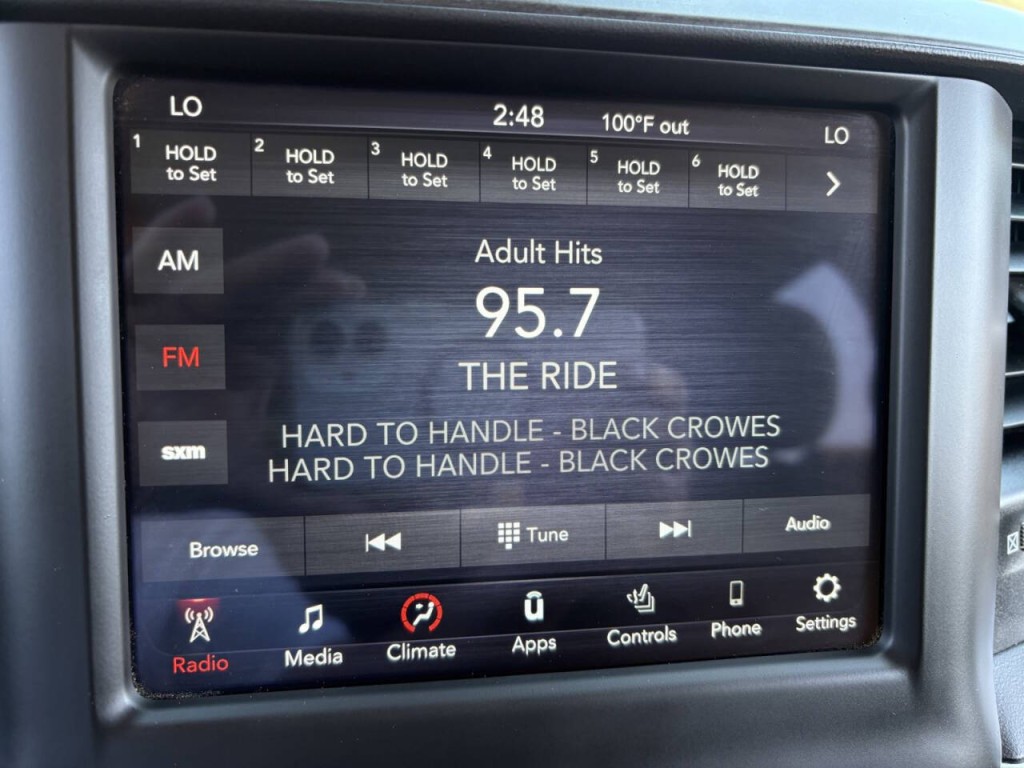 LO 2:48 100°F out LO
1 HOLD to Set
2 HOLD to Set
3 HOLD to Set
4 HOLD to Set
5 HOLD to Set
6 HOLD to Set
AM
FM
sxm
Adult Hits
95.7
THE RIDE
HARD TO HANDLE - BLACK CROWES
HARD TO HANDLE - BLACK CROWES
Browse Tune Audio
Radio Media Climate Apps Controls Phone Settings